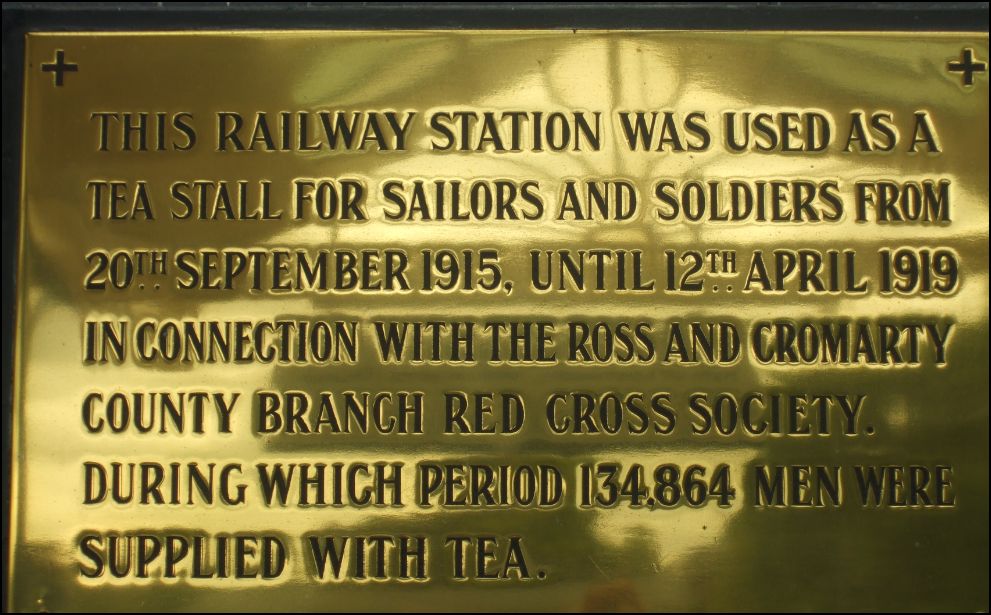 THIS RAILWAY STATION WAS USED AS A
TEA STALL FOR SAILORS AND SOLDIERS FROM
20TH SEPTEMBER 1915, UNTIL 12TH APRIL 1919
IN CONNECTION WITH THE ROSS AND CROMARTY
COUNTY BRANCH RED CROSS SOCIETY.
DURING WHICH PERIOD 134,864 MEN WERE
SUPPLIED WITH TEA.